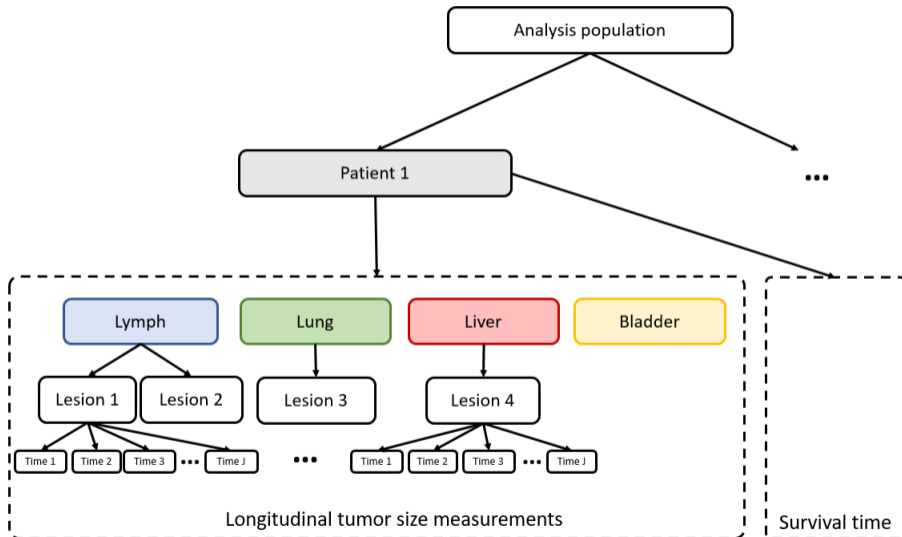 Analysis population
Patient 1
...
Lymph Lung Liver Bladder
Lesion 1 Lesion 2 Lesion 3 Lesion 4
Time 1 Time 2 Time 3 ... Time J ... Time 1 Time 2 Time 3 ... Time J
Longitudinal tumor size measurements
Survival time